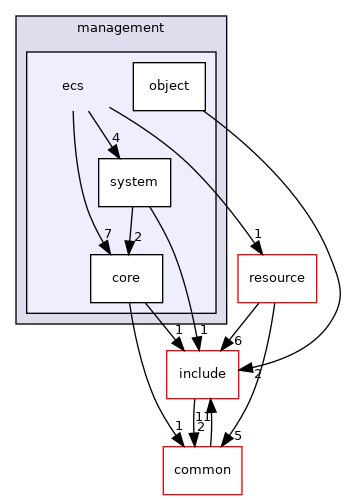 management
ecs
object
4
system
7
2
1
core
resource
1
1
6
include
2
11
2
1
5
common